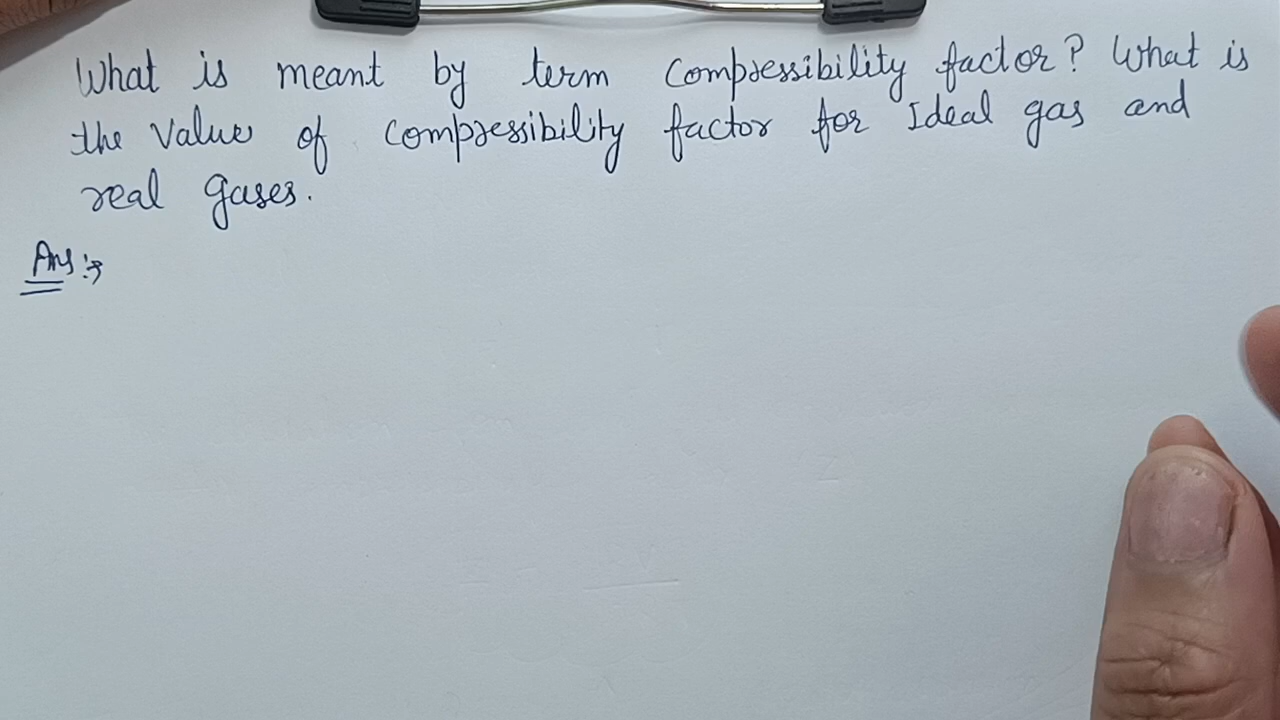 What is meant by term compressibility factor? What is
the value of compressibility factor for Ideal gas and
real gases.
Ans :→